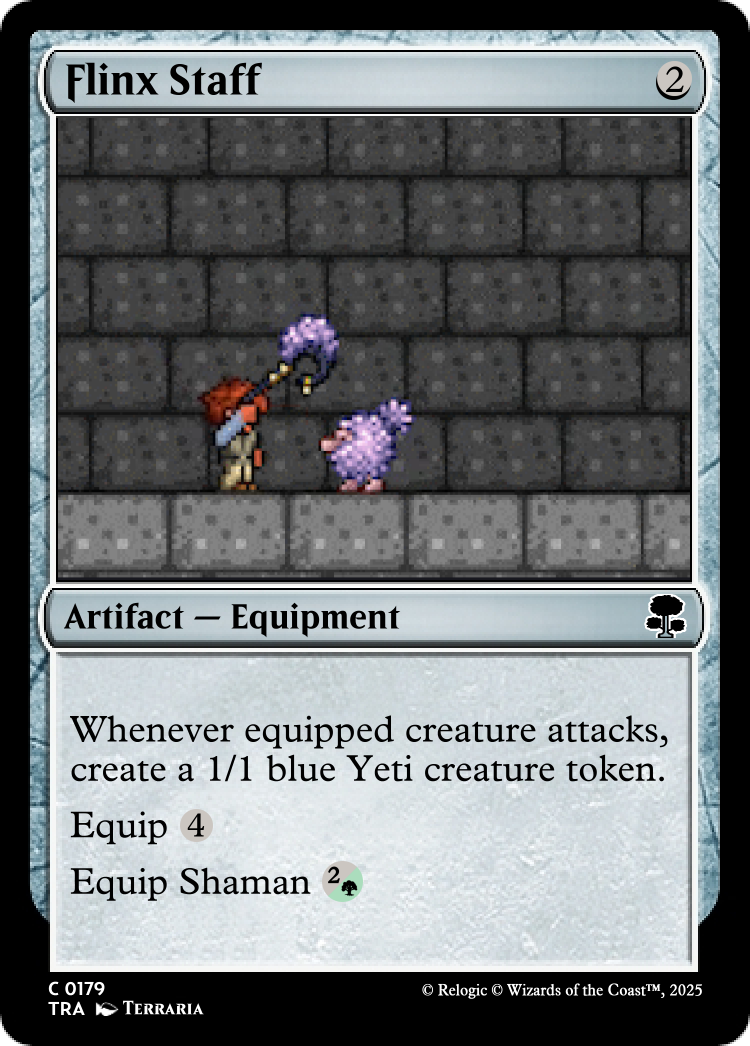 Flinx Staff 2
Artifact — Equipment
Whenever equipped creature attacks,
create a 1/1 blue Yeti creature token.
Equip 4
Equip Shaman 2
C 0179
TRA TERRARIA
© Relogic © Wizards of the Coast™, 2025